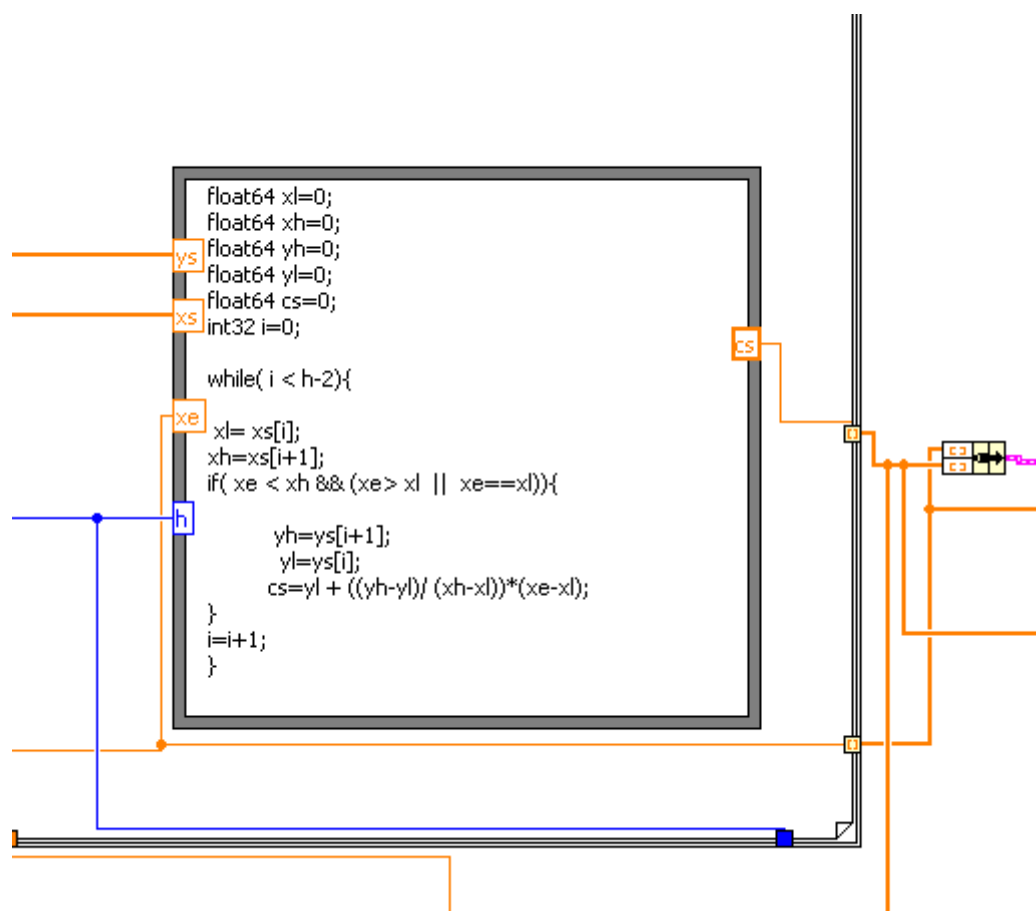 float64 xl=0;
float64 xh=0;
float64 yh=0;
float64 yl=0;
float64 cs=0;
int32 i=0;
while( i < h-2){
xl= xs[i];
xh=xs[i+1];
if( xe < xh && (xe> xl || xe==xl)){
yh=ys[i+1];
yl=ys[i];
cs=yl + ((yh-yl)/ (xh-xl))*(xe-xl);
}
i=i+1;
}
ys
xs
xe
h
cs